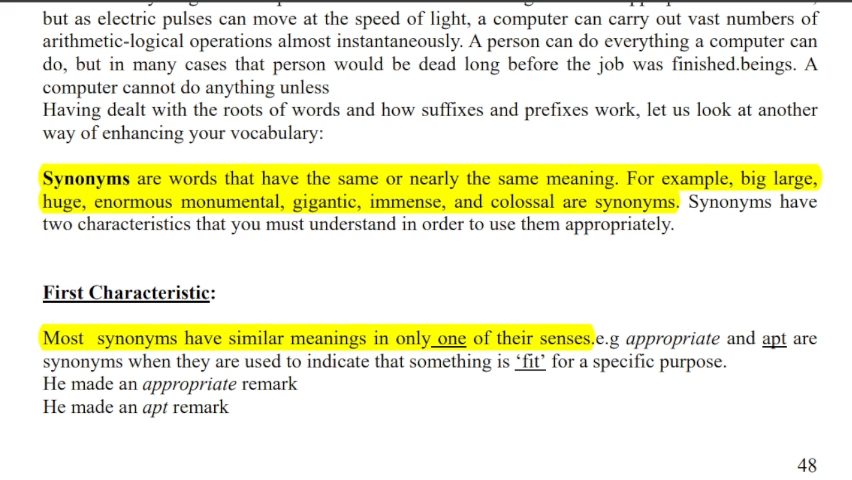 but as electric pulses can move at the speed of light, a computer can carry out vast numbers of
arithmetic-logical operations almost instantaneously. A person can do everything a computer can
do, but in many cases that person would be dead long before the job was finished.beings. A
computer cannot do anything unless
Having dealt with the roots of words and how suffixes and prefixes work, let us look at another
way of enhancing your vocabulary:
Synonyms are words that have the same or nearly the same meaning. For example, big large,
huge, enormous monumental, gigantic, immense, and colossal are synonyms. Synonyms have
two characteristics that you must understand in order to use them appropriately.
First Characteristic:
Most synonyms have similar meanings in only one of their senses.e.g appropriate and apt are
synonyms when they are used to indicate that something is ‘fit’ for a specific purpose.
He made an appropriate remark
He made an apt remark
48